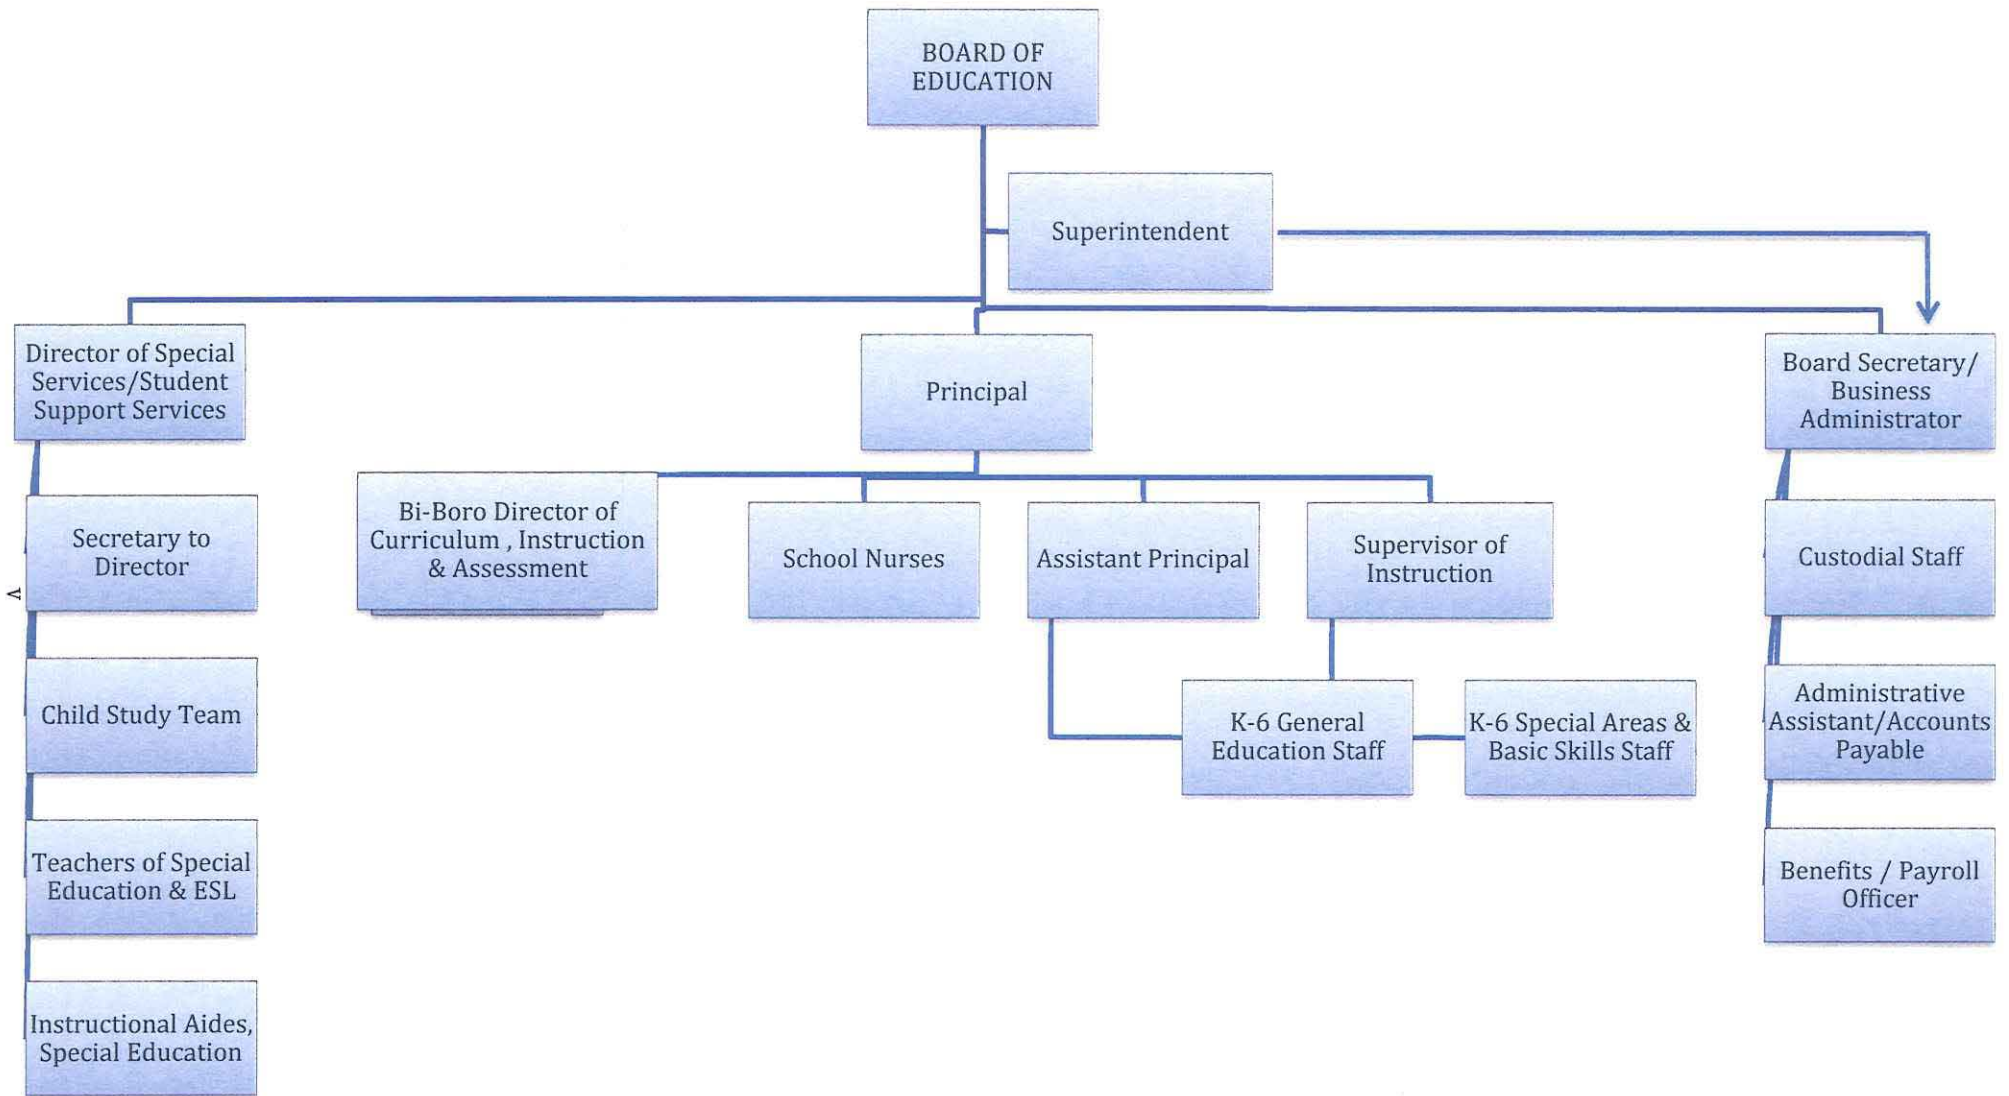 BOARD OF
EDUCATION
Superintendent
Director of Special
Services/Student
Support Services
Principal
Board Secretary/
Business
Administrator
Secretary to
Director
Bi-Boro Director of
Curriculum , Instruction
& Assessment
School Nurses
Assistant Principal
Supervisor of
Instruction
Custodial Staff
Child Study Team
K-6 General
Education Staff
K-6 Special Areas &
Basic Skills Staff
Administrative
Assistant/Accounts
Payable
Teachers of Special
Education & ESL
Benefits / Payroll
Officer
Instructional Aides,
Special Education